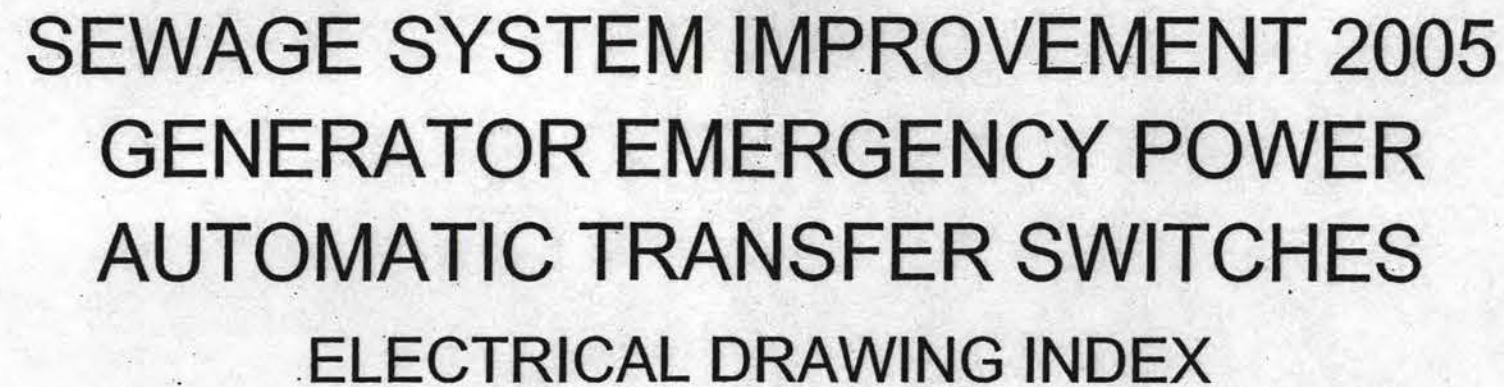 SEWAGE SYSTEM IMPROVEMENT 2005
GENERATOR EMERGENCY POWER
AUTOMATIC TRANSFER SWITCHES
ELECTRICAL DRAWING INDEX